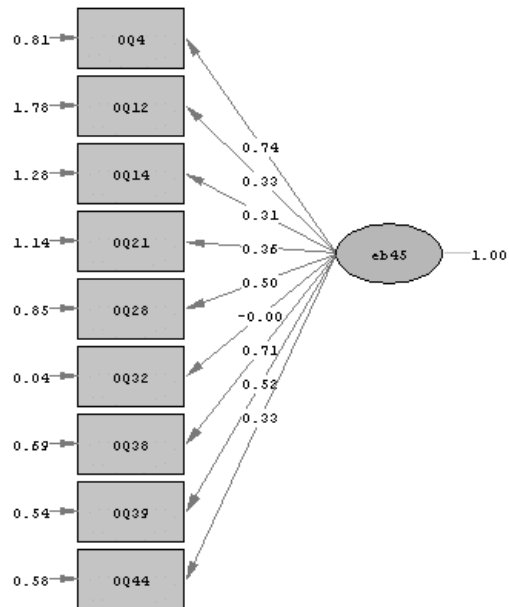 0.81 OQ4
1.78 OQ12
0.74
1.28 OQ14
0.33
0.31
1.14 OQ21
0.36
eb45 1.00
0.50
0.85 OQ28
-0.00
0.71
0.04 OQ32
0.52
0.33
0.69 OQ38
0.54 OQ39
0.58 OQ44